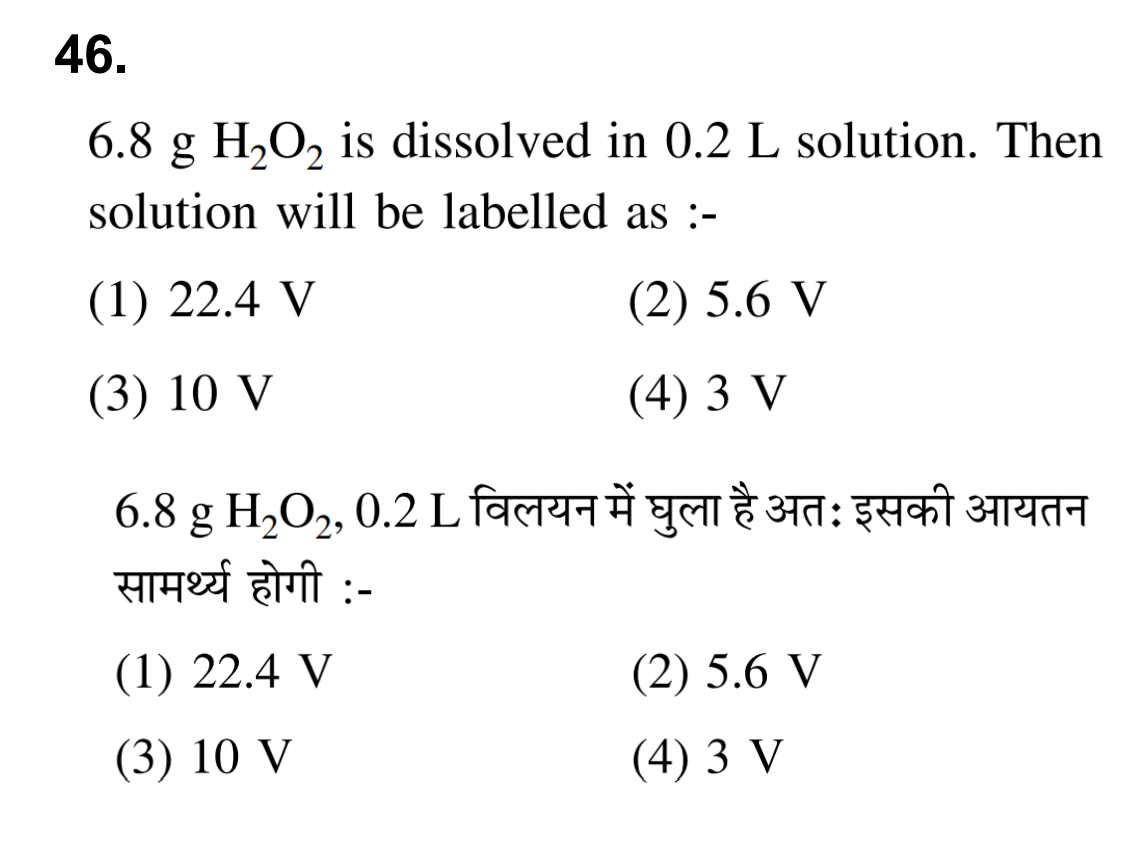 46.
6.8 g H₂O₂ is dissolved in 0.2 L solution. Then
solution will be labelled as :-
(1) 22.4 V (2) 5.6 V
(3) 10 V (4) 3 V
6.8 g H₂O₂, 0.2 L विलयन में घुला है अत: इसकी आयतन
सामर्थ्य होगी :-
(1) 22.4 V (2) 5.6 V
(3) 10 V (4) 3 V